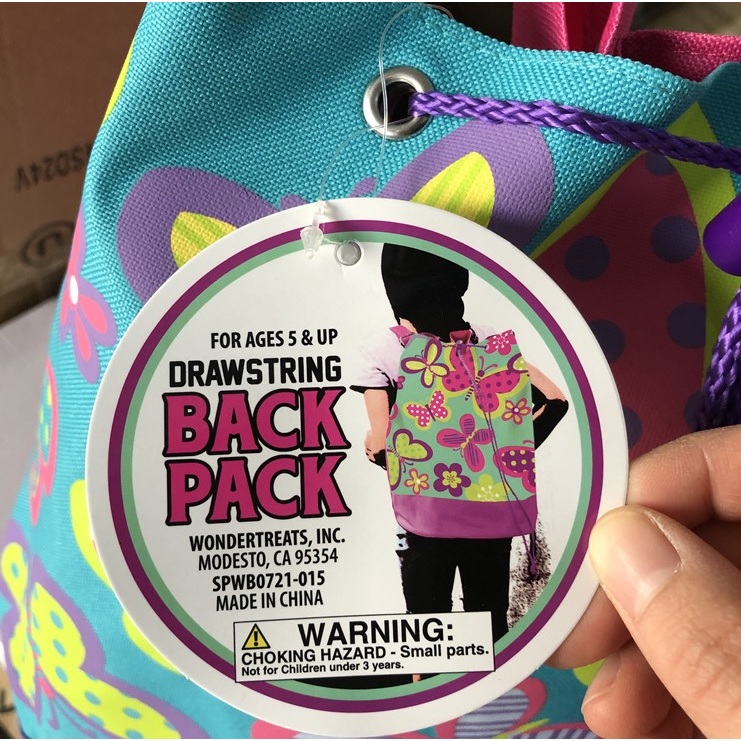 HSD24V
FOR AGES 5 & UP
DRAWSTRING
BACK
PACK
WONDERTREATS, INC.
MODESTO, CA 95354
SPWB0721-015
MADE IN CHINA
WARNING:
CHOKING HAZARD - Small parts.
Not for Children under 3 years.